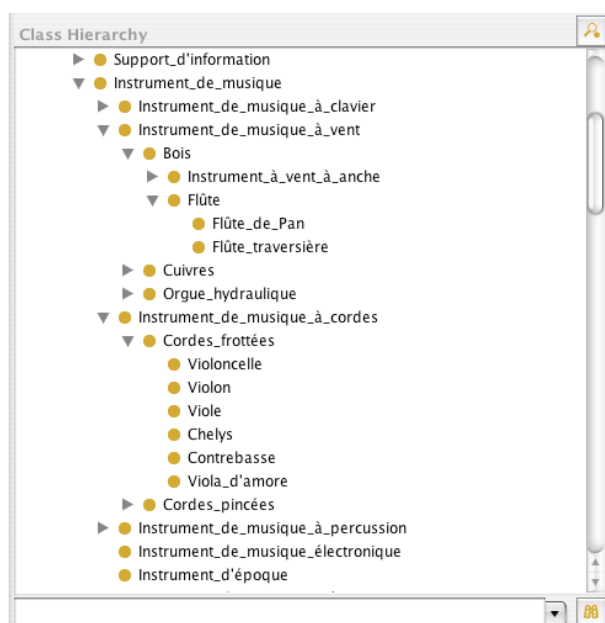 Class Hierarchy
Support_d'information
Instrument_de_musique
Instrument_de_musique_à_clavier
Instrument_de_musique_à_vent
Bois
Instrument_à_vent_à_anche
Flûte
Flûte_de_Pan
Flûte_traversière
Cuivres
Orgue_hydraulique
Instrument_de_musique_à_cordes
Cordes_frottées
Violoncelle
Violon
Viole
Chelys
Contrebasse
Viola_d'amore
Cordes_pincées
Instrument_de_musique_à_percussion
Instrument_de_musique_électronique
Instrument_d'époque